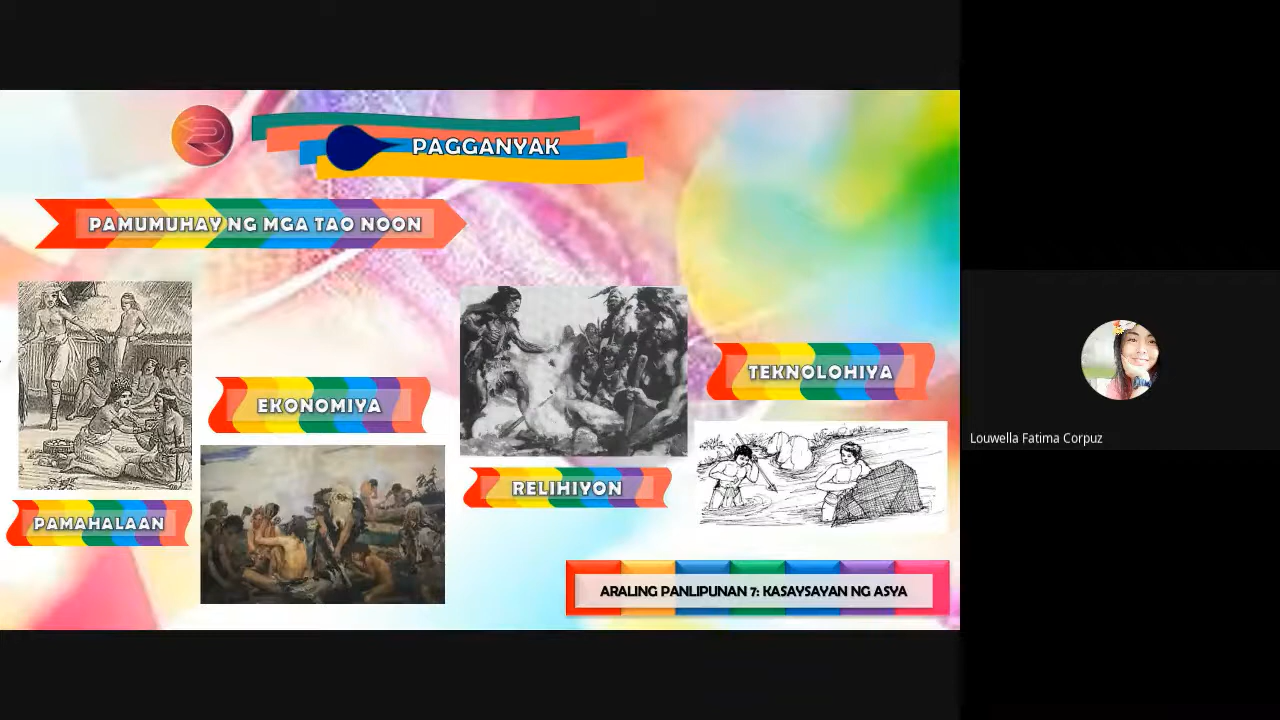 PAGGANYAK
PAMUMUHAY NG MGA TAO NOON
PAMAHALAAN
EKONOMIYA
RELIHIYON
TEKNOLOHIYA
ARALING PANLIPUNAN 7: KASAYSAYAN NG ASYA
Louwella Fatima Corpuz